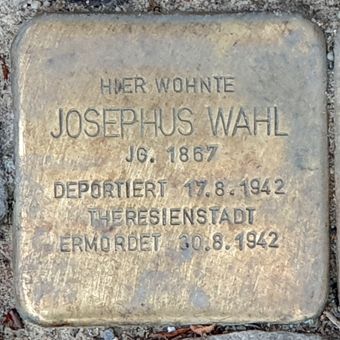 HIER WOHNTE
JOSEPHUS WAHL
JG. 1867
DEPORTIERT 17.8.1942
THERESIENSTADT
ERMORDET 30.8.1942